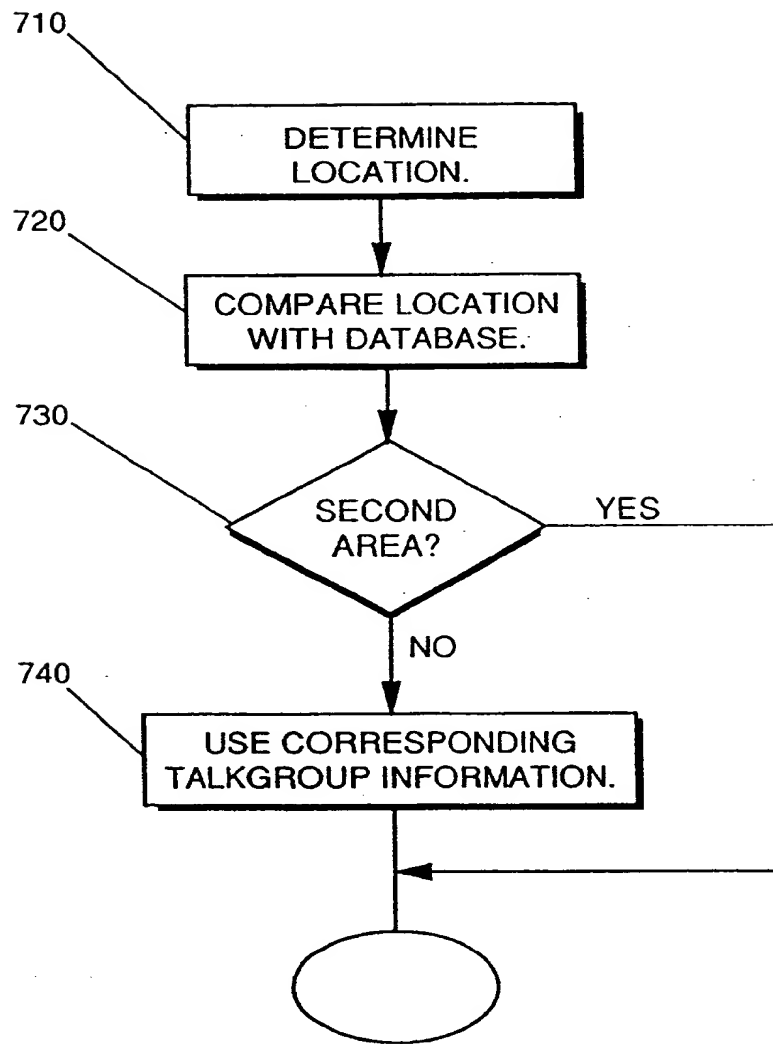 710
DETERMINE
LOCATION.
720
COMPARE LOCATION
WITH DATABASE.
730
SECOND
AREA?
YES
NO
740
USE CORRESPONDING
TALKGROUP INFORMATION.